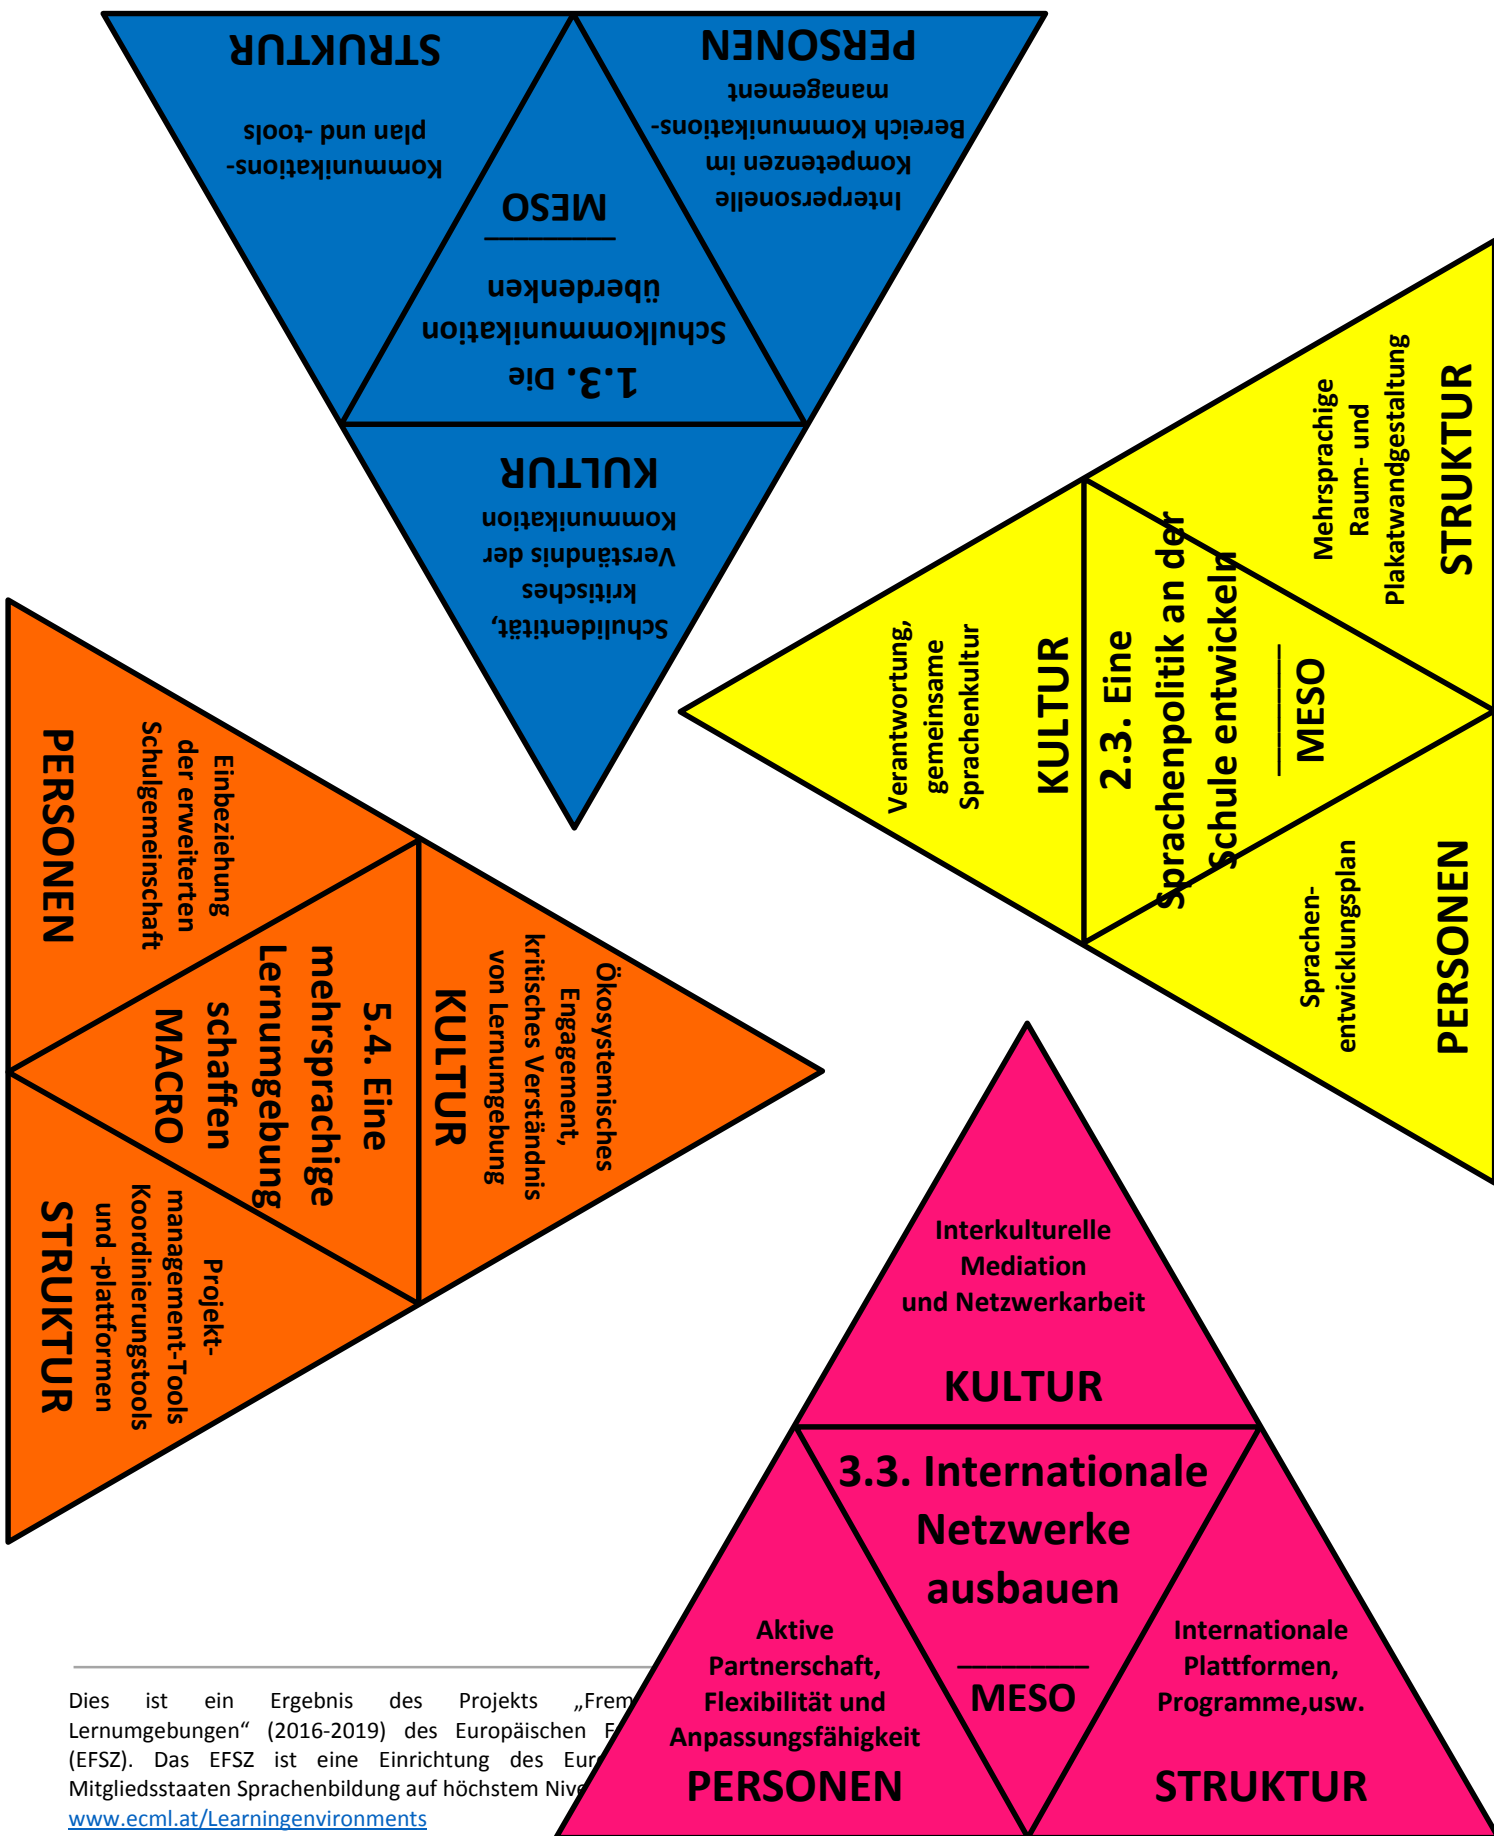 STRUKTUR
Kommunikations-
plan und -tools
PERSONEN
Interpersonelle
Kompetenzen im
Bereich Kommunikations-
management
1.3. Die
Schulkommunikation
überdenken
_________
MESO
Schulidentität,
kritisches
Verständnis der
Kommunikation
KULTUR
Mehrsprachige
Raum- und
Plakatwandgestaltung
STRUKTUR
Verantwortung,
gemeinsame
Sprachenkultur
KULTUR
2.3. Eine
Sprachenpolitik an der
Schule entwickeln
_________
MESO
Sprachen-
entwicklungsplan
PERSONEN
Einbeziehung
der erweiterten
Schulgemeinschaft
PERSONEN
Ökosystemisches
Engagement,
kritisches Verständnis
von Lernumgebung
KULTUR
5.4. Eine
mehrsprachige
Lernumgebung
schaffen
MACRO
Projekt-
management-Tools
Koordinierungstools
und -plattformen
STRUKTUR
Interkulturelle
Mediation
und Netzwerkarbeit
KULTUR
3.3. Internationale
Netzwerke
ausbauen
_________
MESO
Aktive
Partnerschaft,
Flexibilität und
Anpassungsfähigkeit
PERSONEN
Internationale
Plattformen,
Programme,usw.
STRUKTUR
Dies ist ein Ergebnis des Projekts „Frem
Lernumgebungen“ (2016-2019) des Europäischen
(EFSZ). Das EFSZ ist eine Einrichtung des Eur
Mitgliedsstaaten Sprachenbildung auf höchstem Nive
www.ecml.at/Learningenvironments